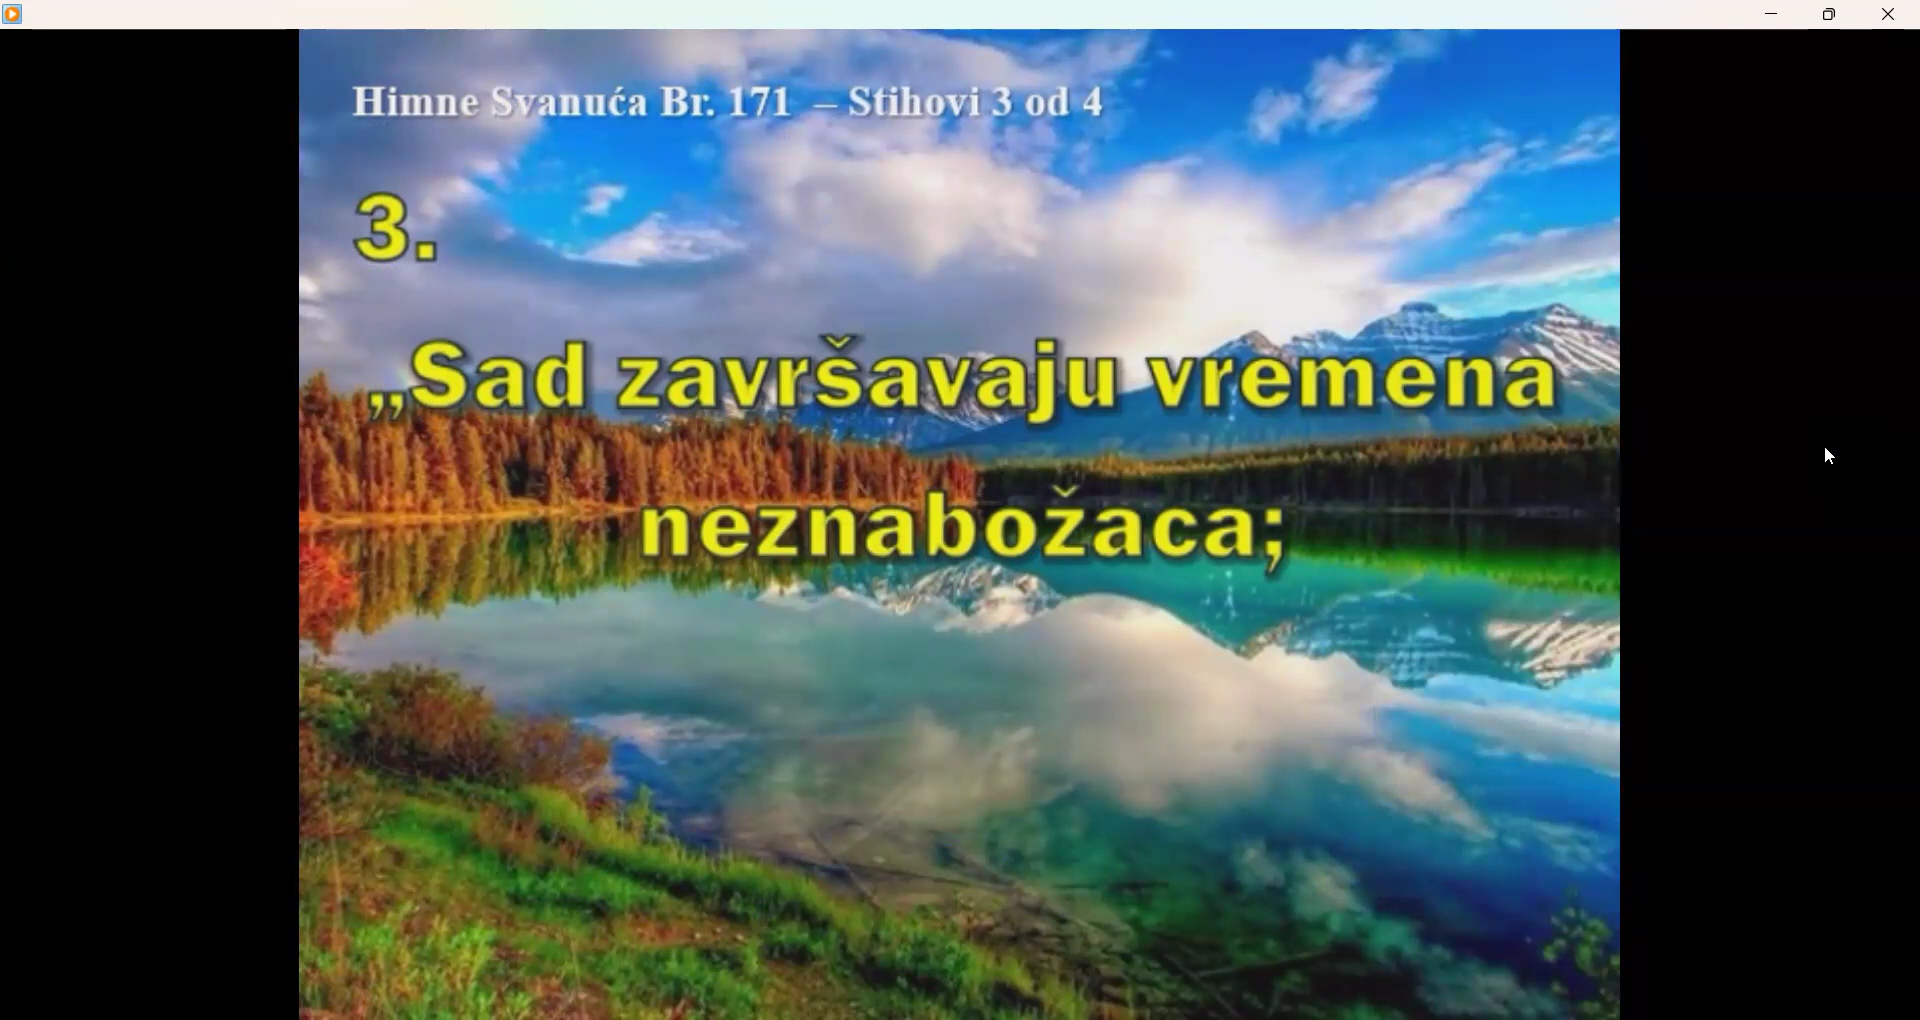 Himne Svanuća Br. 171 – Stihovi 3 od 4
3.
„Sad završavaju vremena
neznabožaca;